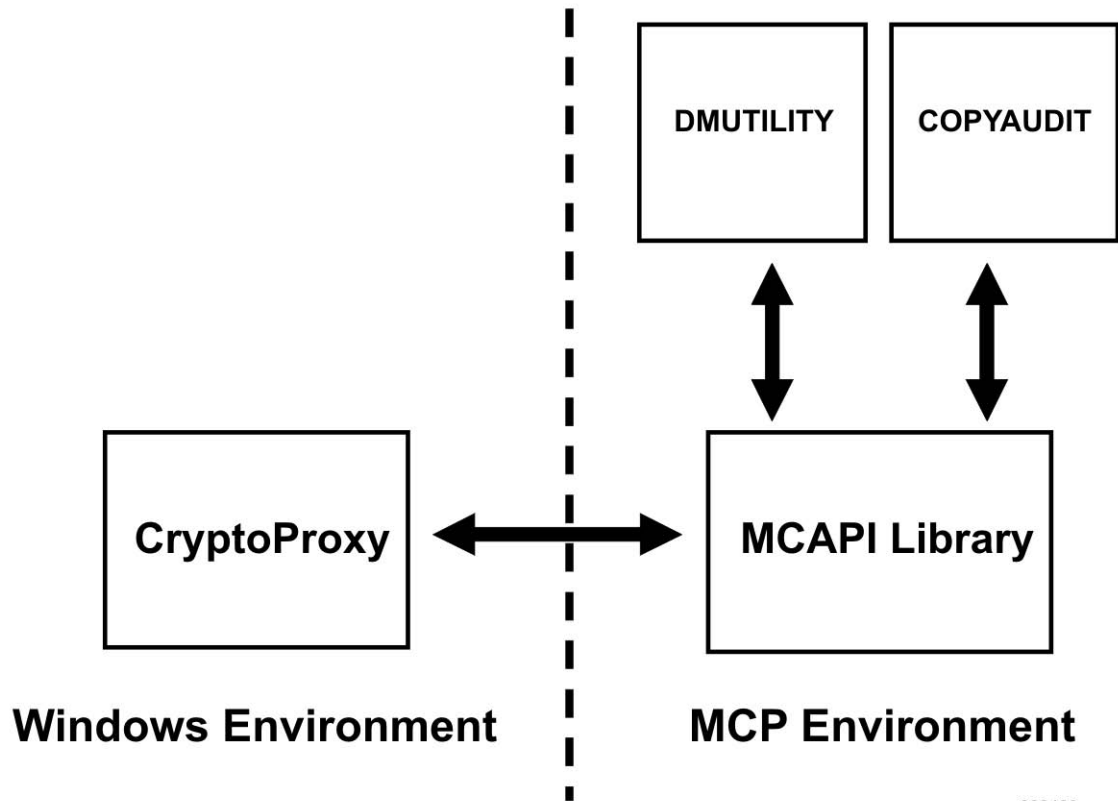 DMUTILITY
COPYAUDIT
CryptoProxy
MCAPI Library
Windows Environment
MCP Environment